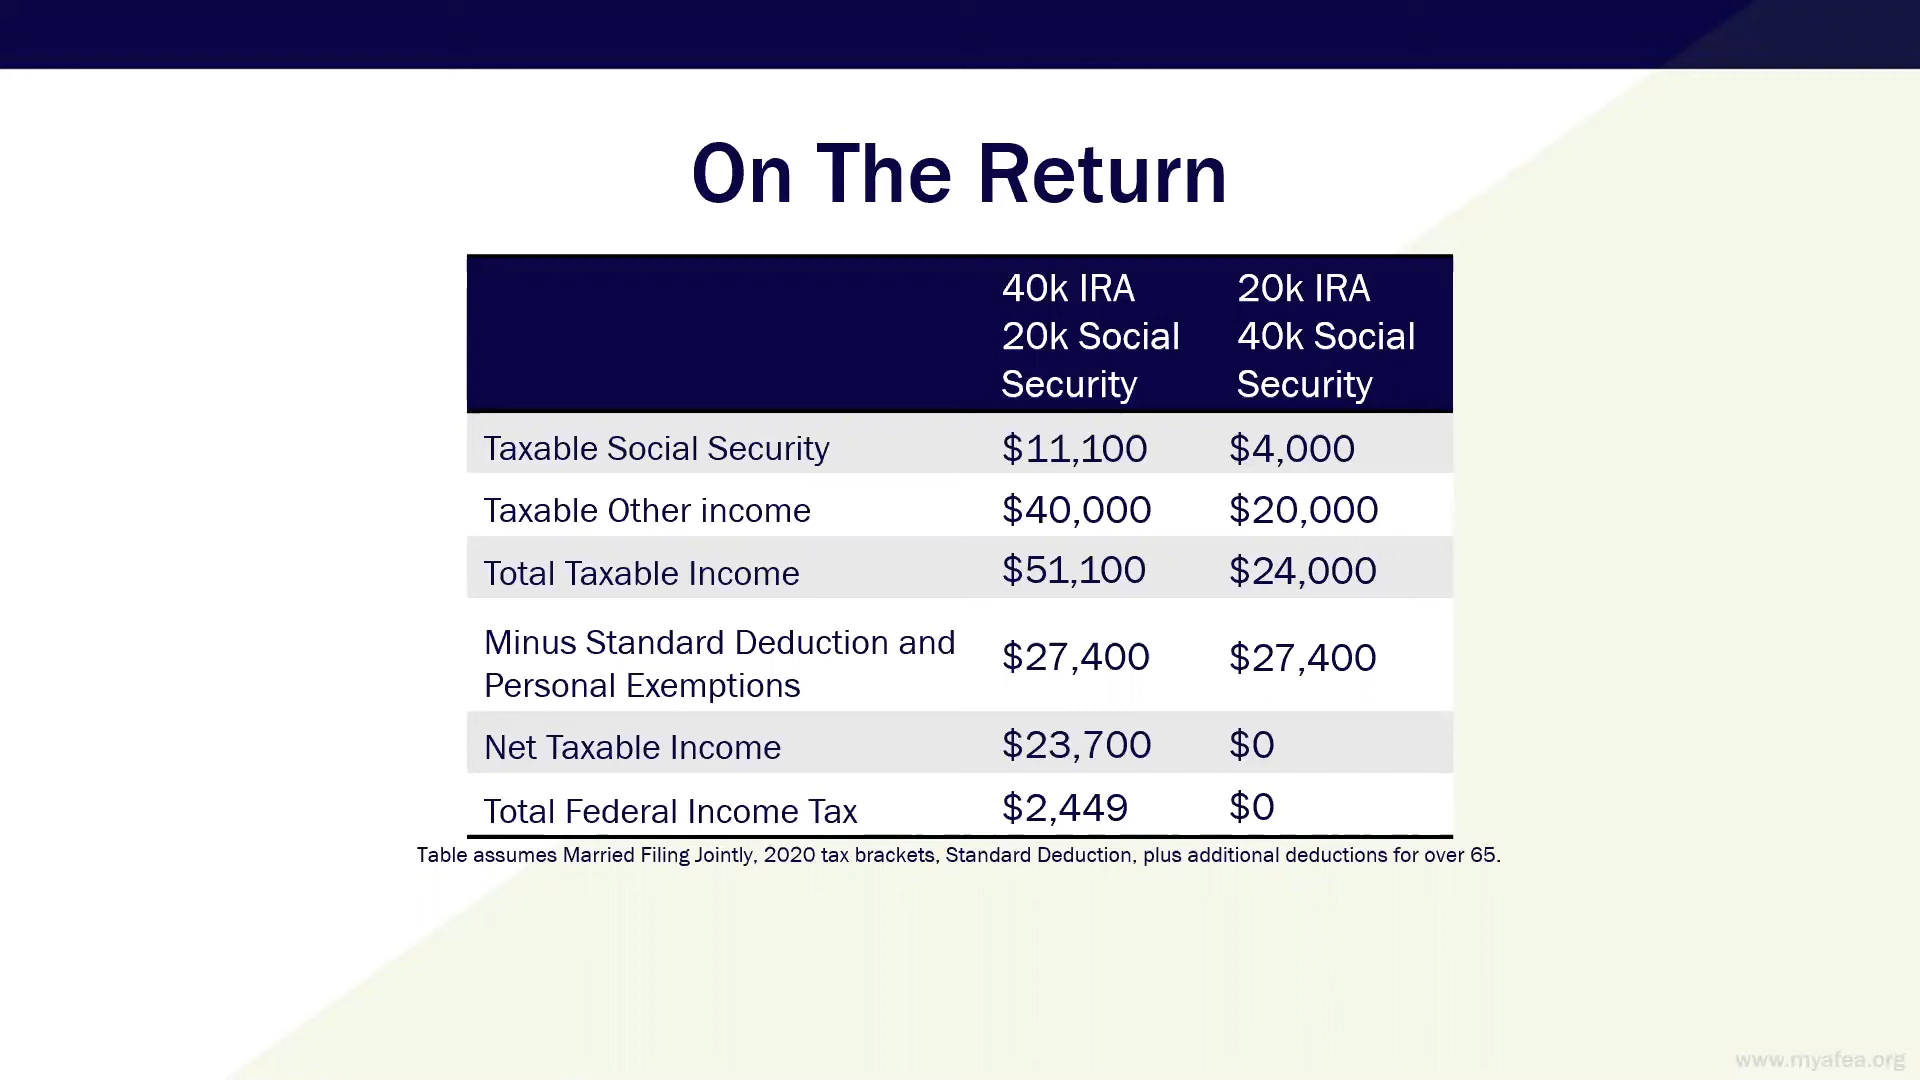 On The Return
40k IRA
20k Social
Security
20k IRA
40k Social
Security
Taxable Social Security $11,100 $4,000
Taxable Other income $40,000 $20,000
Total Taxable Income $51,100 $24,000
Minus Standard Deduction and
Personal Exemptions
$27,400 $27,400
Net Taxable Income $23,700 $0
Total Federal Income Tax $2,449 $0
Table assumes Married Filing Jointly, 2020 tax brackets, Standard Deduction, plus additional deductions for over 65.
www.myafea.org